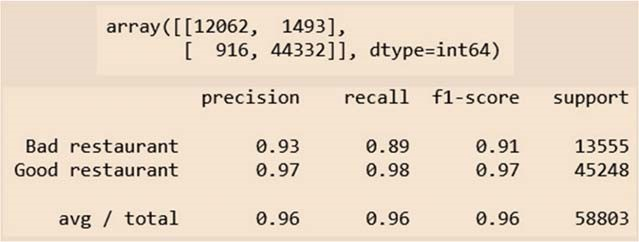 array([[12062, 1493],
[ 916, 44332]], dtype=int64)
precision recall f1-score support
Bad restaurant 0.93 0.89 0.91 13555
Good restaurant 0.97 0.98 0.97 45248
avg / total 0.96 0.96 0.96 58803